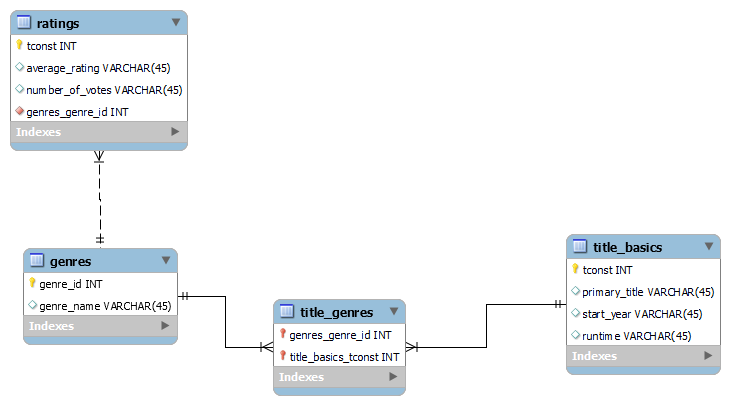 ratings
tconst INT
average_rating VARCHAR(45)
number_of_votes VARCHAR(45)
genres_genre_id INT
Indexes
genres
genre_id INT
genre_name VARCHAR(45)
Indexes
title_genres
genres_genre_id INT
title_basics_tconst INT
Indexes
title_basics
tconst INT
primary_title VARCHAR(45)
start_year VARCHAR(45)
runtime VARCHAR(45)
Indexes